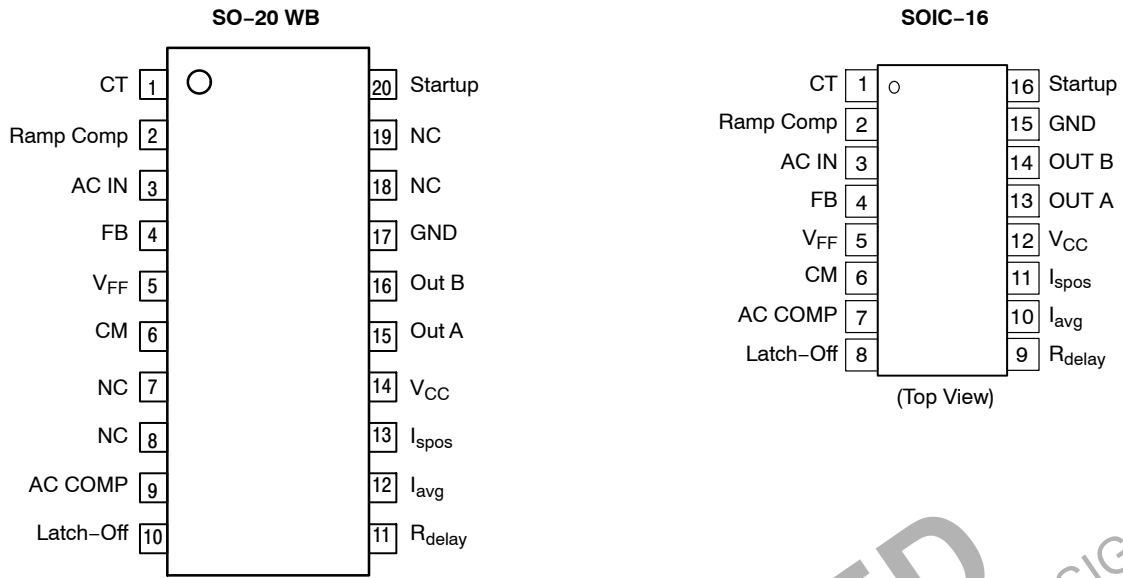 SO–20 WB
CT 1
20 Startup
Ramp Comp 2
19 NC
AC IN 3
18 NC
FB 4
17 GND
VFF 5
16 Out B
CM 6
15 Out A
NC 7
14 VCC
NC 8
13 Ispos
AC COMP 9
12 Iavg
Latch–Off 10
11 Rdelay
SOIC–16
CT 1
16 Startup
Ramp Comp 2
15 GND
AC IN 3
14 OUT B
FB 4
13 OUT A
VFF 5
12 VCC
CM 6
11 Ispos
AC COMP 7
10 Iavg
Latch–Off 8
9 Rdelay
(Top View)